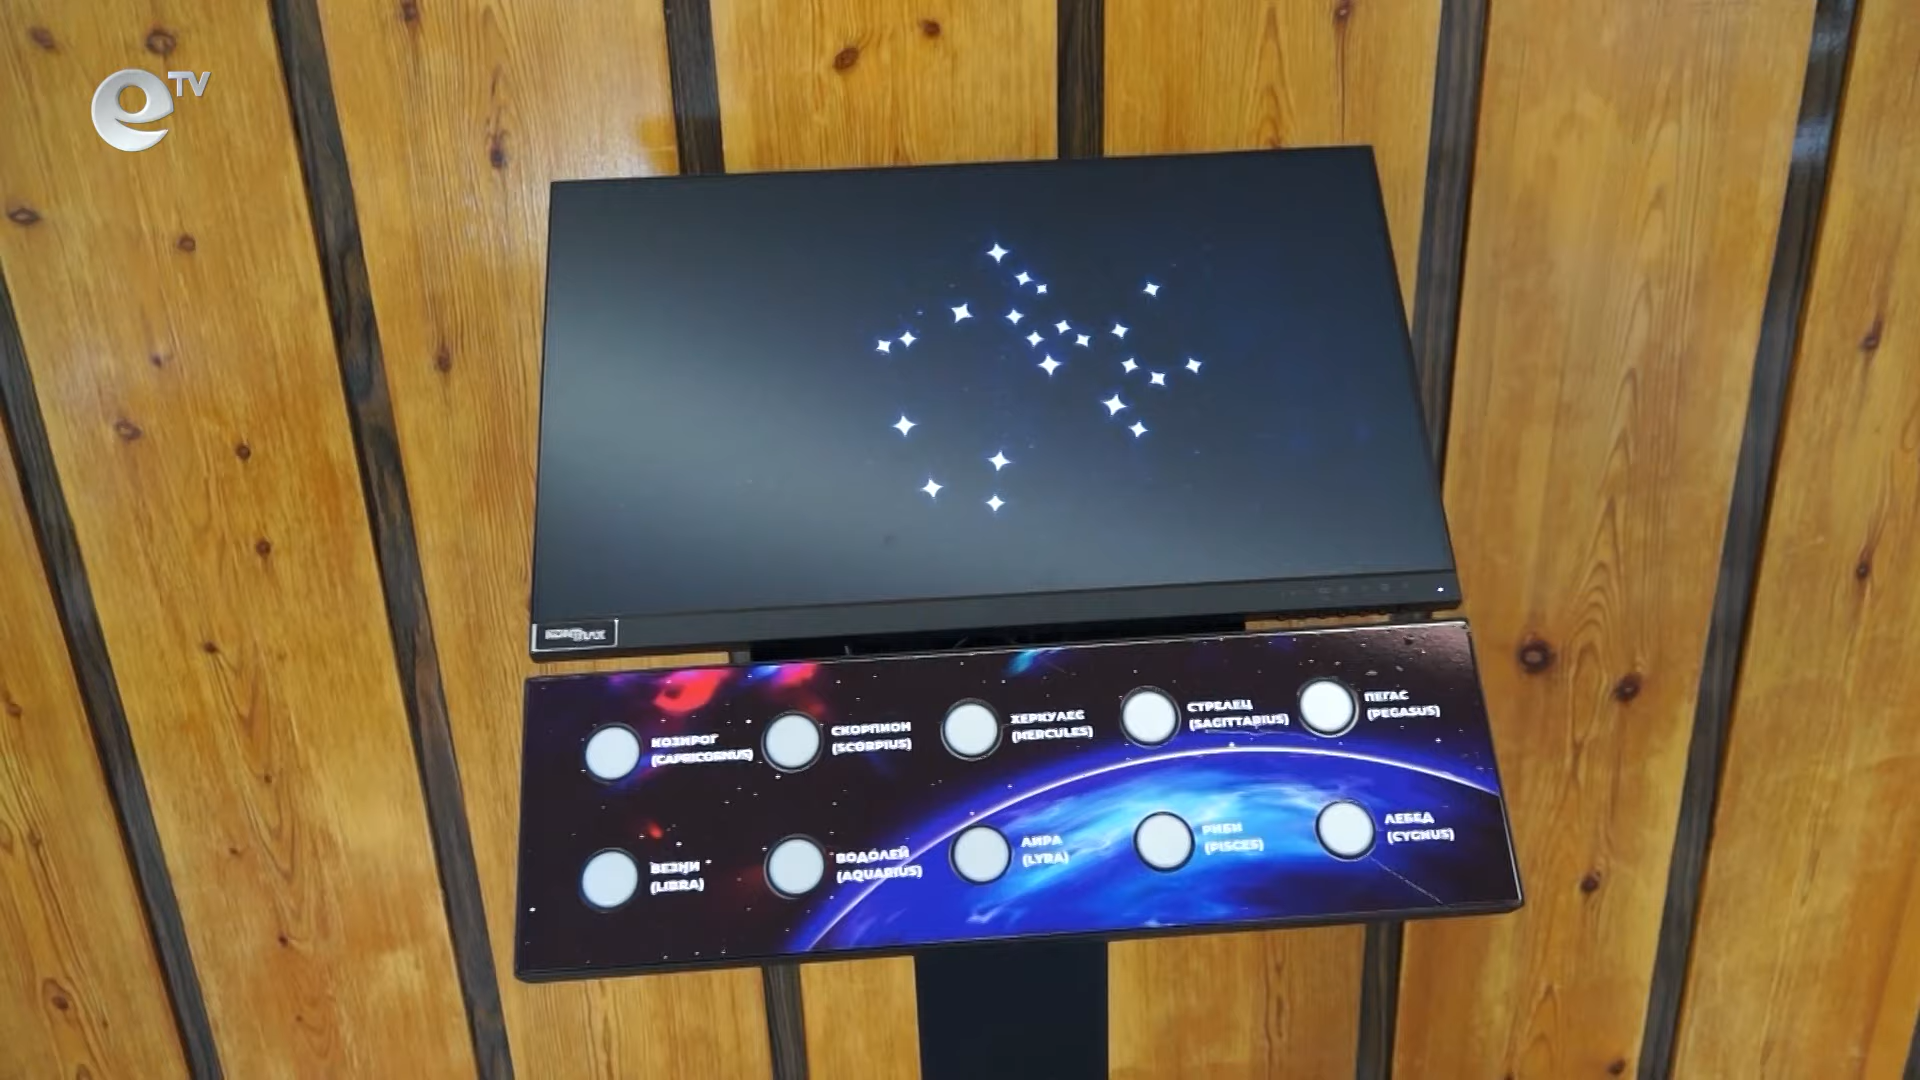 eTV
KONTRAX
КОЗИРОГ
(CAPRICORNUS)
СКОРПИОН
(SCORPIUS)
ХЕРКУЛЕС
(HERCULES)
СТРЕЛЕЦ
(SAGITTARIUS)
ПЕГАС
(PEGASUS)
ВЕЗНИ
(LIBRA)
ВОДОЛЕЙ
(AQUARIUS)
ЛИРА
(LYRA)
РИБИ
(PISCES)
ЛЕБЕД
(CYGNUS)